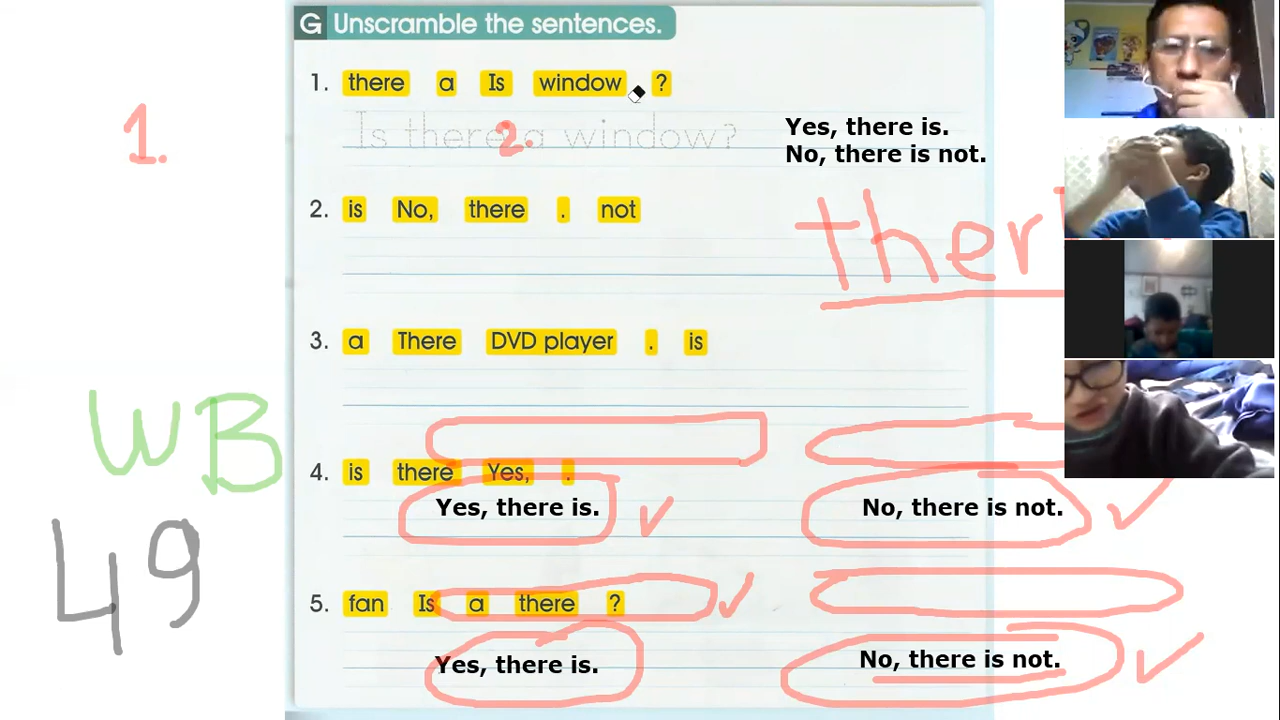 G Unscramble the sentences.
1. there a Is window ?
Is there a window?
1.
2.
Yes, there is.
No, there is not.
2. is No, there . not
ther
3. a There DVD player . is
WB
4. is there Yes, .
Yes, there is.
No, there is not.
49
5. fan Is a there ?
Yes, there is.
No, there is not.